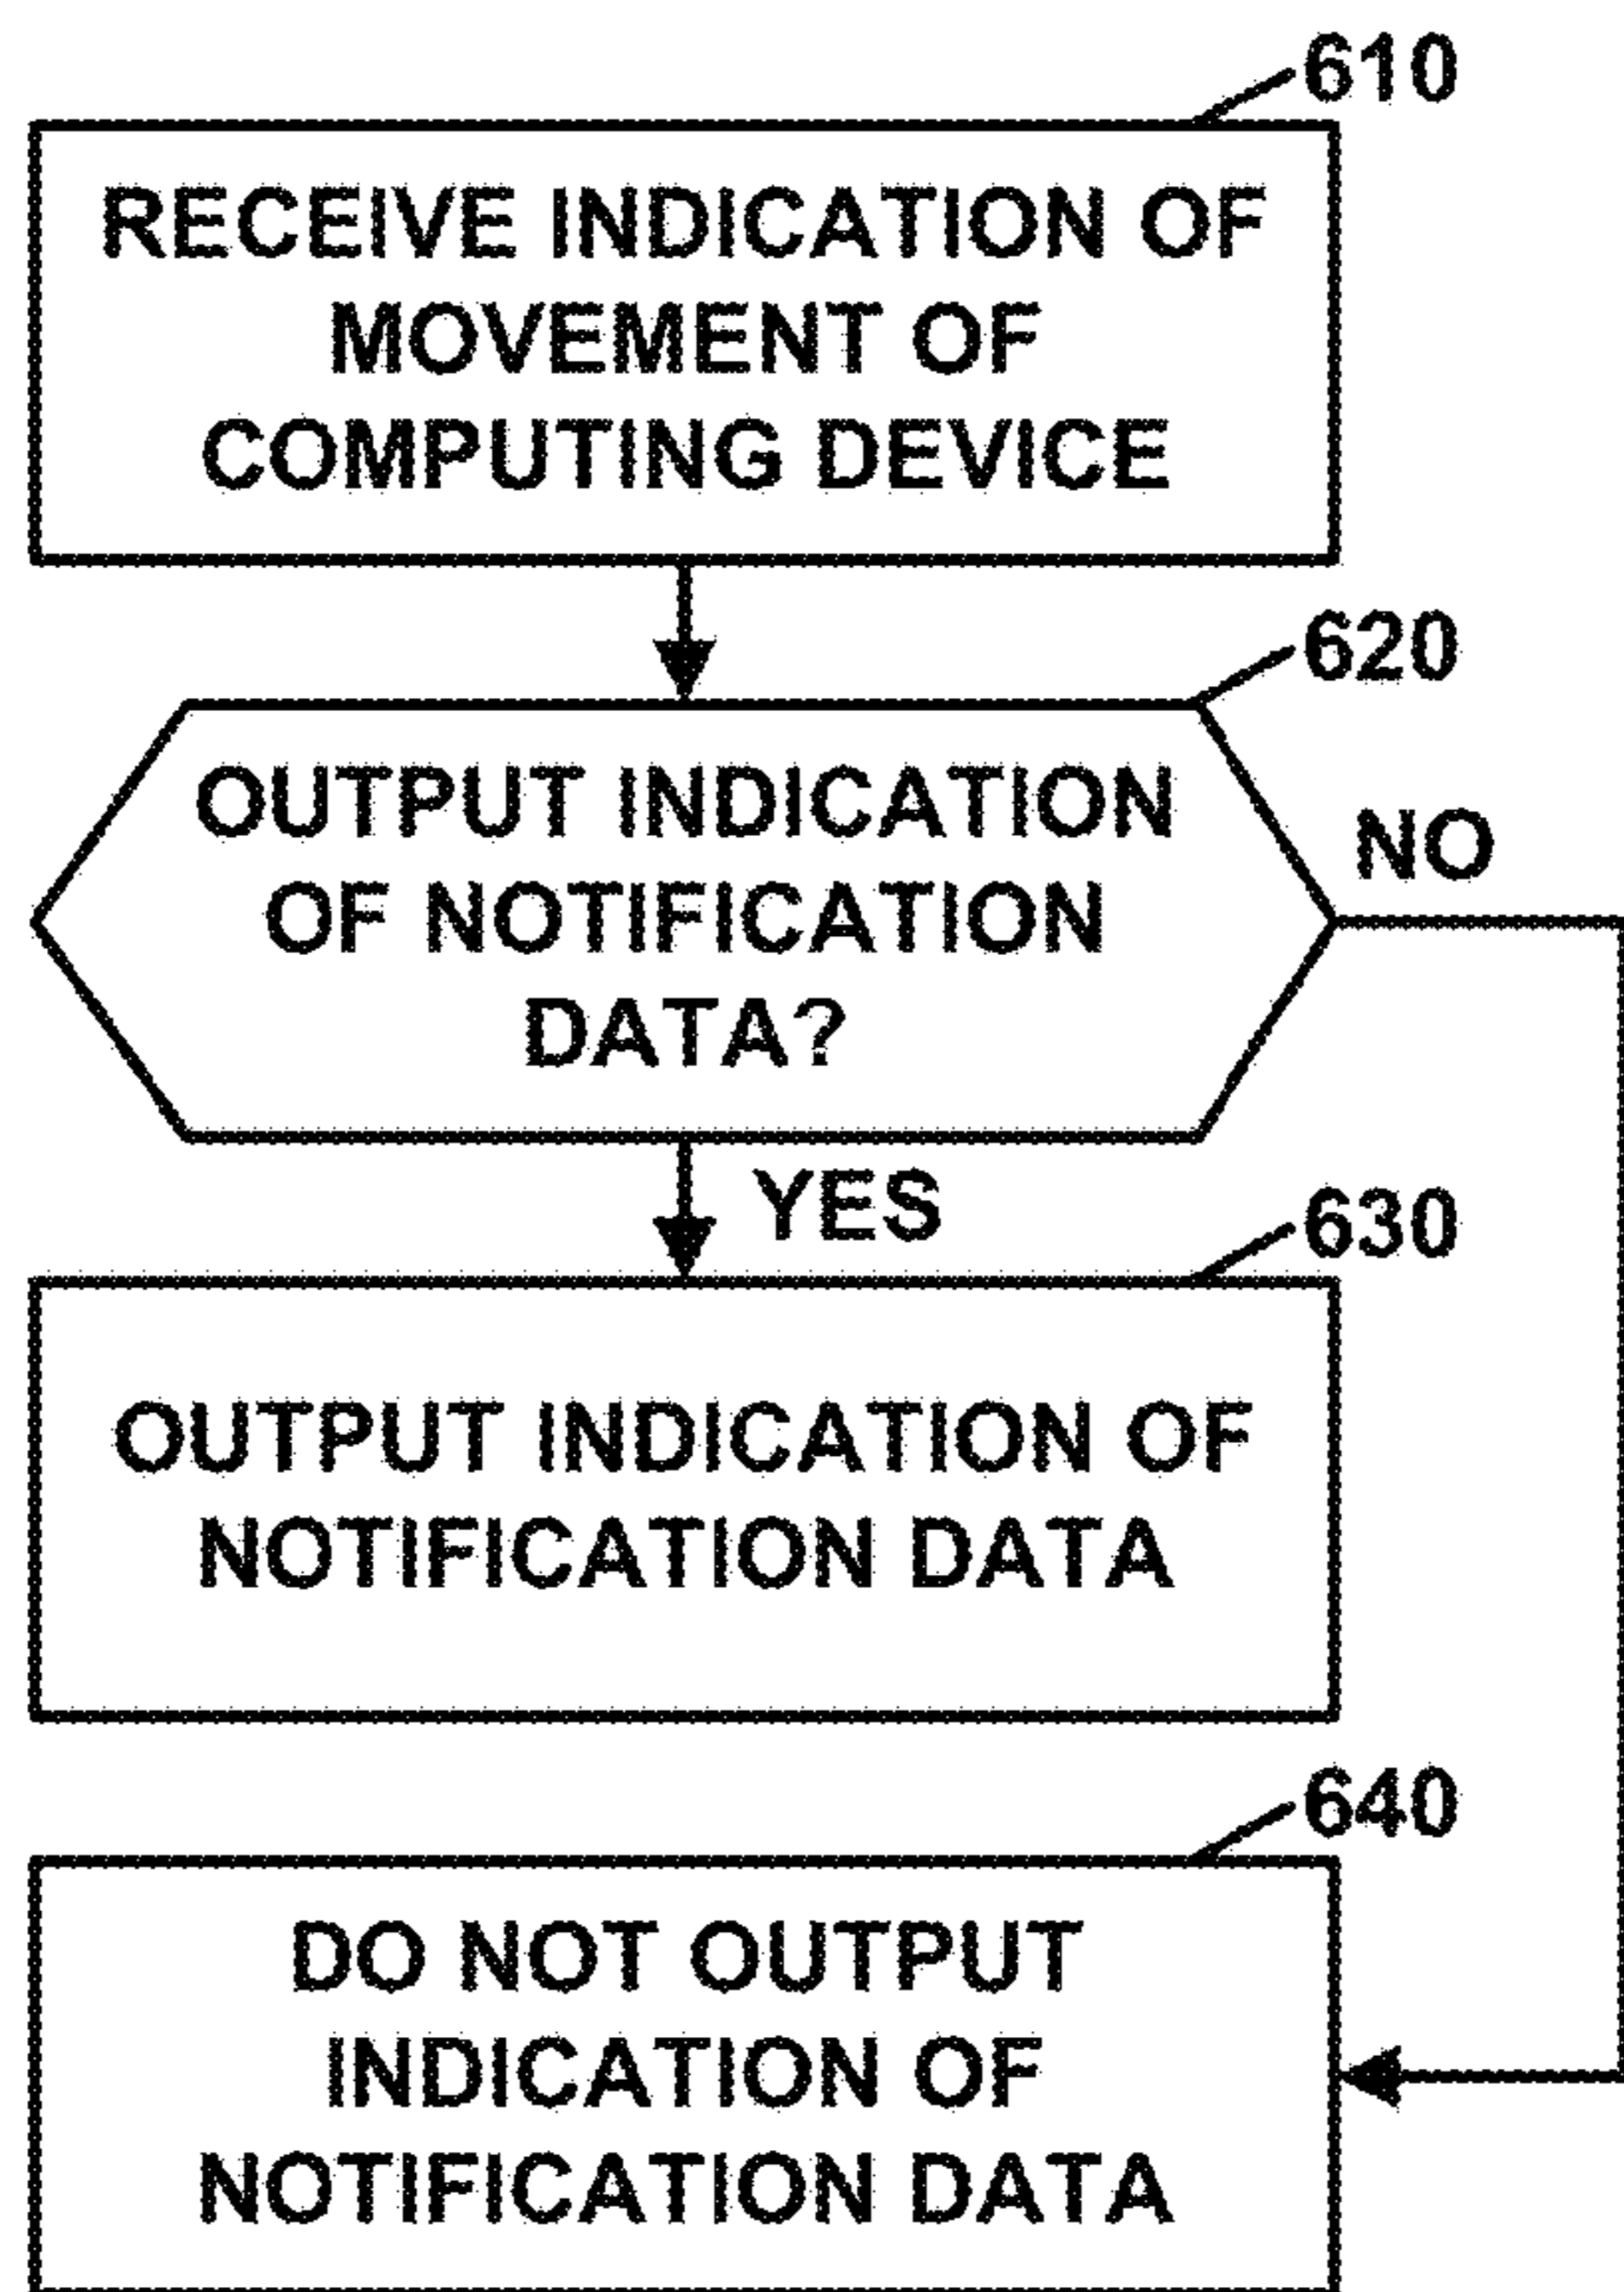 610
RECEIVE INDICATION OF
MOVEMENT OF
COMPUTING DEVICE
620
OUTPUT INDICATION
OF NOTIFICATION
DATA?
NO
YES
630
OUTPUT INDICATION OF
NOTIFICATION DATA
640
DO NOT OUTPUT
INDICATION OF
NOTIFICATION DATA